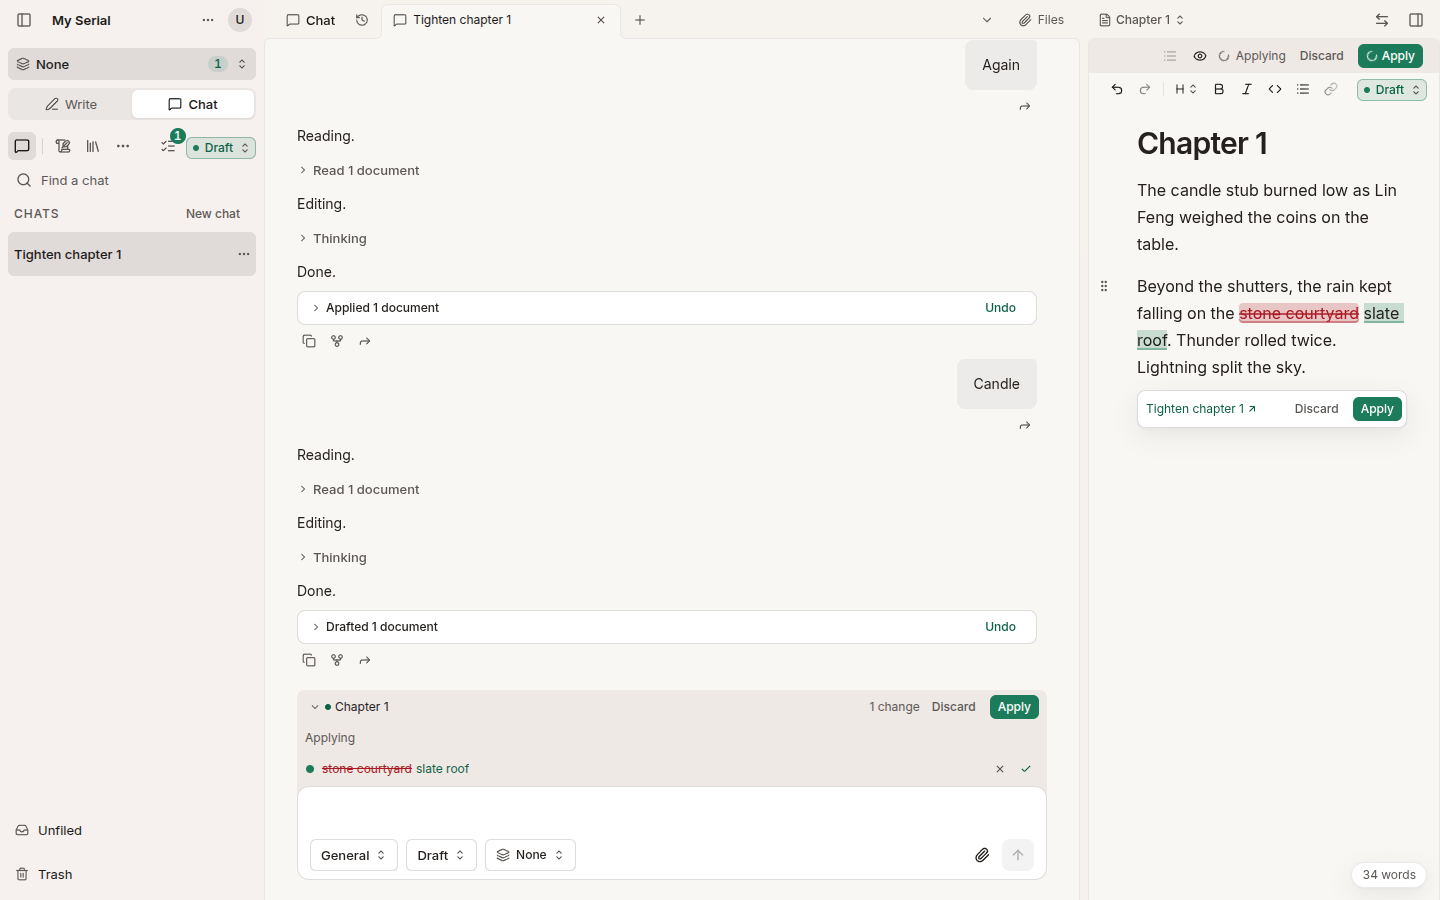 My Serial
U
None
1
Write
Chat
1
Draft
Find a chat
CHATS
New chat
Tighten chapter 1
Unfiled
Trash
Chat
Tighten chapter 1
Files
Again
Reading.
Read 1 document
Editing.
Thinking
Done.
Applied 1 document
Undo
Candle
Reading.
Read 1 document
Editing.
Thinking
Done.
Drafted 1 document
Undo
Chapter 1
1 change
Discard
Apply
Applying
stone courtyard slate roof
General
Draft
None
Chapter 1
Applying
Discard
Apply
H
B
I
Draft
Chapter 1
The candle stub burned low as Lin
Feng weighed the coins on the
table.
Beyond the shutters, the rain kept
falling on the stone courtyard slate
roof. Thunder rolled twice.
Lightning split the sky.
Tighten chapter 1
Discard
Apply
34 words